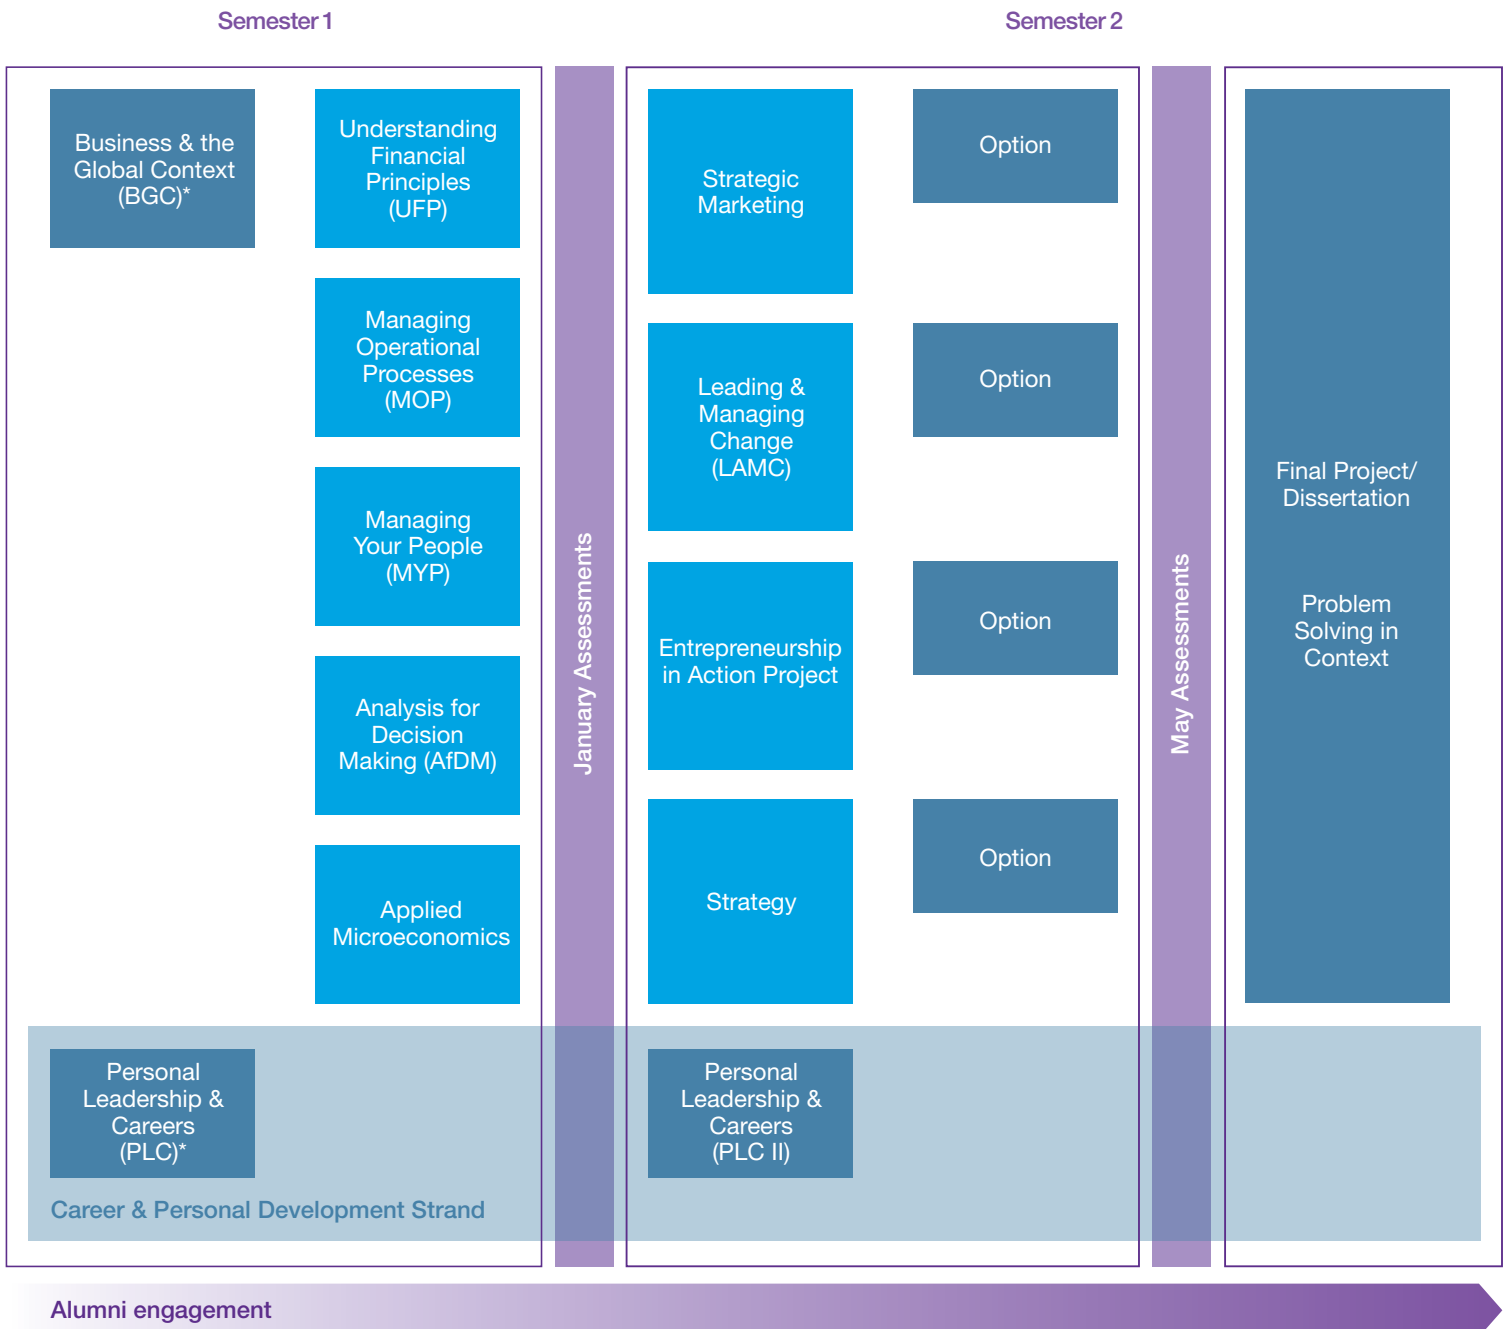 Semester 1
Semester 2
Business & the
Global Context
(BGC)*
Understanding
Financial
Principles
(UFP)
Managing
Operational
Processes
(MOP)
Managing
Your People
(MYP)
Analysis for
Decision
Making (AfDM)
Applied
Microeconomics
January Assessments
Strategic
Marketing
Leading &
Managing
Change
(LAMC)
Entrepreneurship
in Action Project
Strategy
Option
Option
Option
Option
May Assessments
Final Project/
Dissertation
Problem
Solving in
Context
Personal
Leadership &
Careers
(PLC)*
Personal
Leadership &
Careers
(PLC II)
Career & Personal Development Strand
Alumni engagement